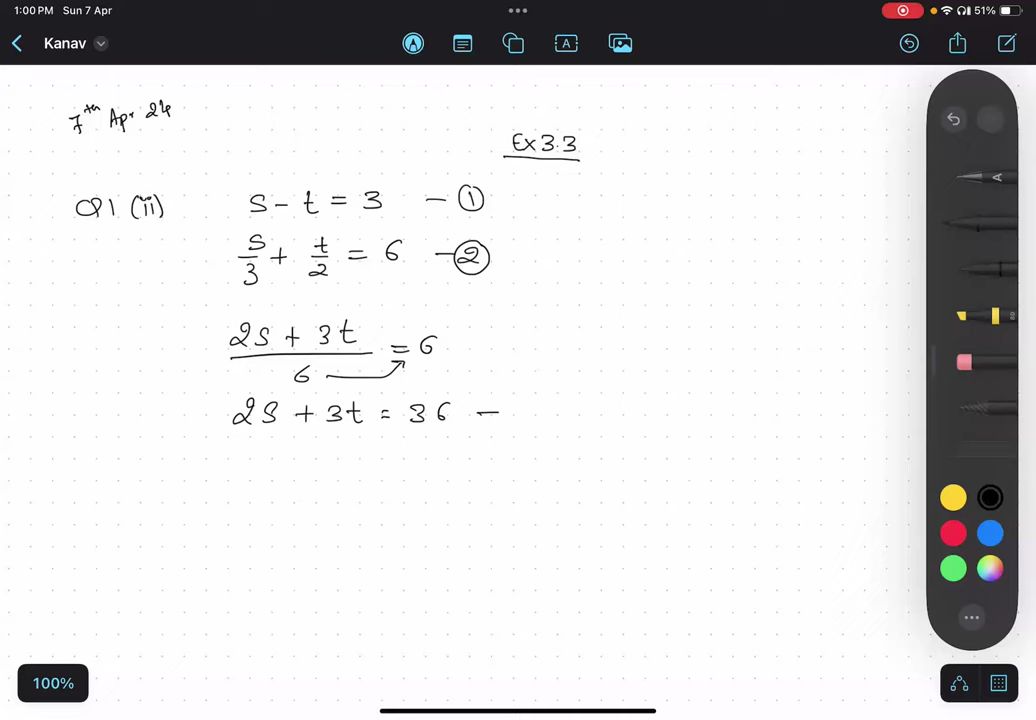 1:00 PM Sun 7 Apr
51%
Kanav
7th Apr 24
Ex 3.3
Q1 (ii) s - t = 3 - ①
s/3 + t/2 = 6 - ②
2s + 3t / 6 = 6
2s + 3t = 36 -
100%